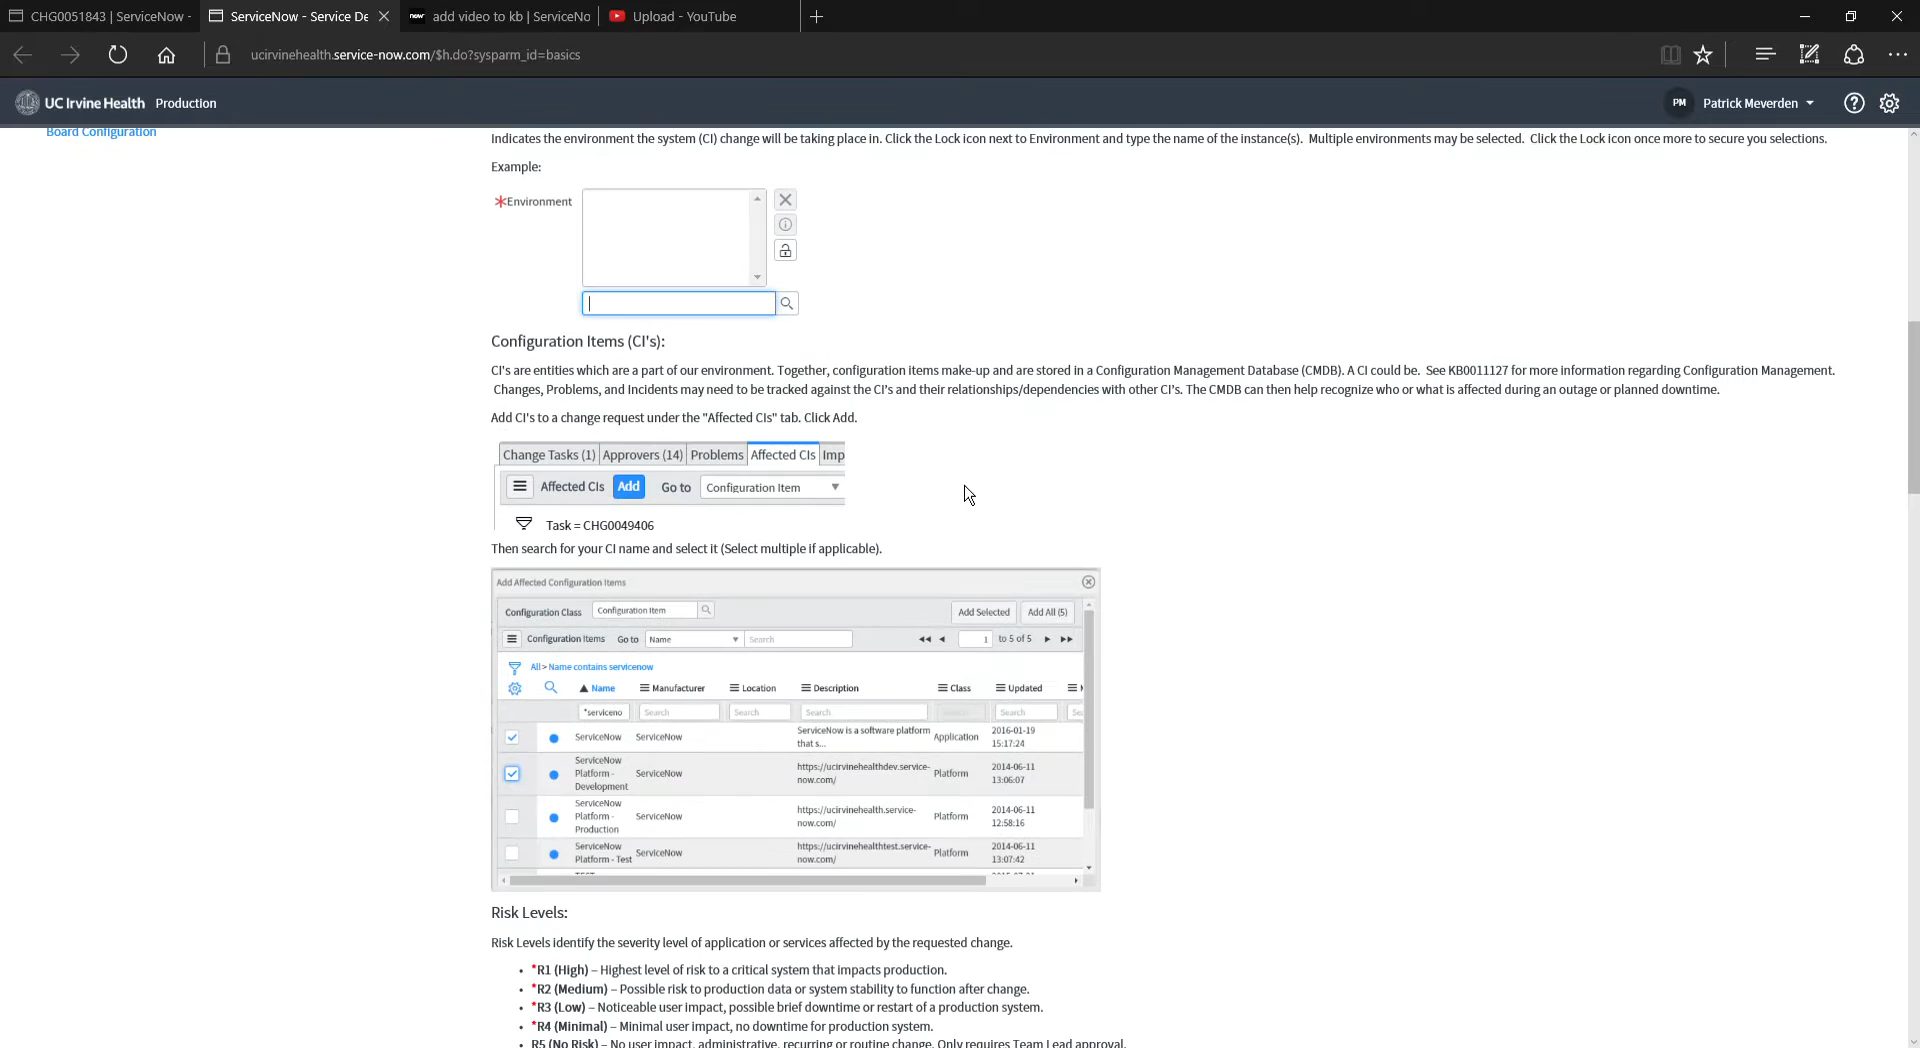 CHG0051843 | ServiceNow -
ServiceNow - Service De
now
add video to kb | ServiceNo
Upload - YouTube
ucirvinehealth.service-now.com/$h.do?sysparm_id=basics
UC Irvine Health Production
PM
Patrick Meverden
Board Configuration
Indicates the environment the system (CI) change will be taking place in. Click the Lock icon next to Environment and type the name of the instance(s). Multiple environments may be selected. Click the Lock icon once more to secure you selections.
Example:
*Environment
Configuration Items (CI's):
CI's are entities which are a part of our environment. Together, configuration items make-up and are stored in a Configuration Management Database (CMDB). A CI could be. See KB0011127 for more information regarding Configuration Management.
Changes, Problems, and Incidents may need to be tracked against the CI's and their relationships/dependencies with other CI's. The CMDB can then help recognize who or what is affected during an outage or planned downtime.
Add CI's to a change request under the "Affected CIs" tab. Click Add.
Change Tasks (1) Approvers (14) Problems Affected CIs Imp
Affected CIs Add Go to Configuration Item
Task = CHG0049406
Then search for your CI name and select it (Select multiple if applicable).
Add Affected Configuration Items
Configuration Class Configuration Item Add Selected Add All (5)
Configuration Items Go to Name Search 1 to 5 of 5
All > Name contains servicenow
Name Manufacturer Location Description Class Updated
*serviceno Search Search Search Search
ServiceNow ServiceNow ServiceNow is a software platform that s... Application 2016-01-19 15:17:24
ServiceNow Platform - Development ServiceNow https://ucirvinehealthdev.service-now.com/ Platform 2014-06-11 13:06:07
ServiceNow Platform - Production ServiceNow https://ucirvinehealth.service-now.com/ Platform 2014-06-11 12:58:16
ServiceNow Platform - Test ServiceNow https://ucirvinehealthtest.service-now.com/ Platform 2014-06-11 13:07:42
Risk Levels:
Risk Levels identify the severity level of application or services affected by the requested change.
• *R1 (High) – Highest level of risk to a critical system that impacts production.
• *R2 (Medium) – Possible risk to production data or system stability to function after change.
• *R3 (Low) – Noticeable user impact, possible brief downtime or restart of a production system.
• *R4 (Minimal) – Minimal user impact, no downtime for production system.
• R5 (No Risk) – No user impact, administrative, recurring or routine change. Only requires Team Lead approval.